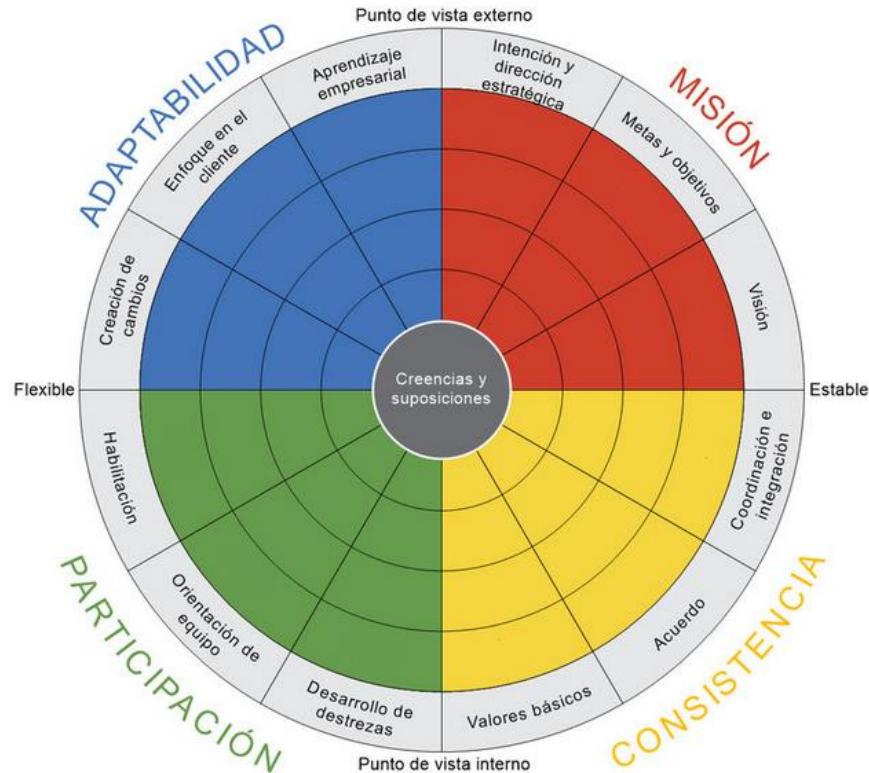 Punto de vista externo
ADAPTABILIDAD
MISIÓN
Aprendizaje
empresarial
Intención y
dirección
estratégica
Enfoque en el
cliente
Metas y objetivos
Creación de
cambios
Visión
Flexible
Creencias y
suposiciones
Estable
Habilitación
Coordinación e
integración
Orientación de
equipo
Acuerdo
Desarrollo de
destrezas
Valores básicos
PARTICIPACIÓN
CONSISTENCIA
Punto de vista interno